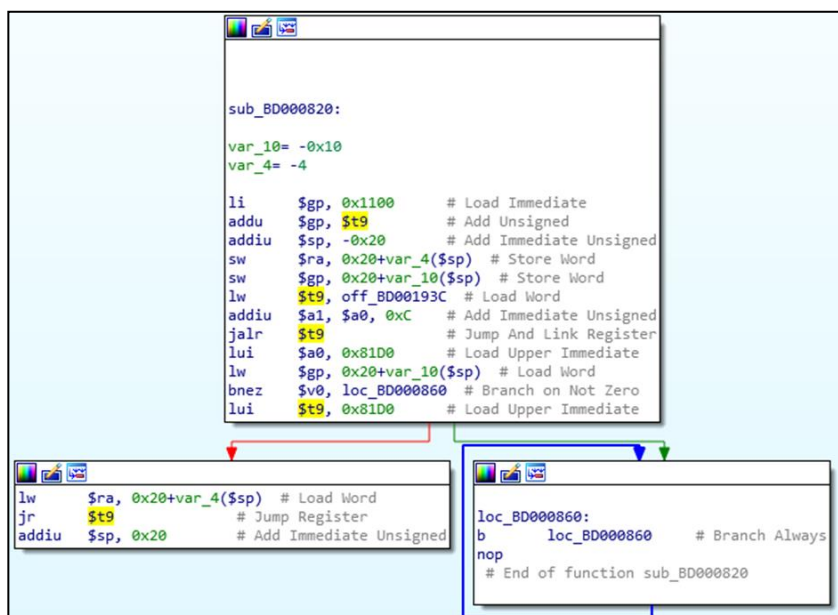 sub_BD000820:
var_10= -0x10
var_4= -4
li $gp, 0x1100 # Load Immediate
addu $gp, $t9 # Add Unsigned
addiu $sp, -0x20 # Add Immediate Unsigned
sw $ra, 0x20+var_4($sp) # Store Word
sw $gp, 0x20+var_10($sp) # Store Word
lw $t9, off_BD00193C # Load Word
addiu $a1, $a0, 0xC # Add Immediate Unsigned
jalr $t9 # Jump And Link Register
lui $a0, 0x81D0 # Load Upper Immediate
lw $gp, 0x20+var_10($sp) # Load Word
bnez $v0, loc_BD000860 # Branch on Not Zero
lui $t9, 0x81D0 # Load Upper Immediate
lw $ra, 0x20+var_4($sp) # Load Word
jr $t9 # Jump Register
addiu $sp, 0x20 # Add Immediate Unsigned
loc_BD000860:
b loc_BD000860 # Branch Always
nop
# End of function sub_BD000820